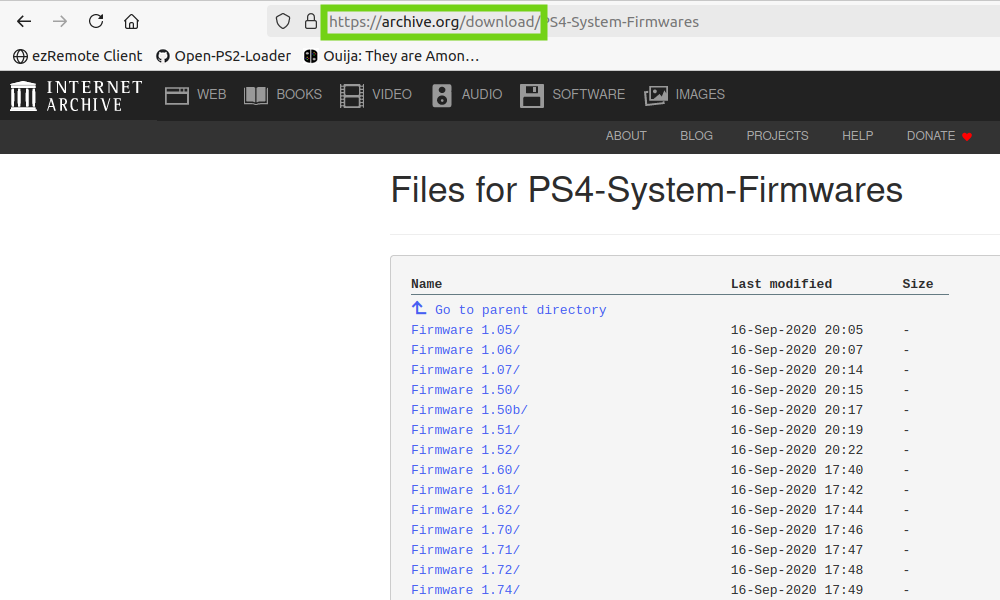 https://archive.org/download/PS4-System-Firmwares
ezRemote Client Open-PS2-Loader Ouija: They are Amon…
INTERNET ARCHIVE WEB BOOKS VIDEO AUDIO SOFTWARE IMAGES
ABOUT BLOG PROJECTS HELP DONATE
Files for PS4-System-Firmwares
Name Last modified Size
Go to parent directory
Firmware 1.05/ 16-Sep-2020 20:05 -
Firmware 1.06/ 16-Sep-2020 20:07 -
Firmware 1.07/ 16-Sep-2020 20:14 -
Firmware 1.50/ 16-Sep-2020 20:15 -
Firmware 1.50b/ 16-Sep-2020 20:17 -
Firmware 1.51/ 16-Sep-2020 20:19 -
Firmware 1.52/ 16-Sep-2020 20:22 -
Firmware 1.60/ 16-Sep-2020 17:40 -
Firmware 1.61/ 16-Sep-2020 17:42 -
Firmware 1.62/ 16-Sep-2020 17:44 -
Firmware 1.70/ 16-Sep-2020 17:46 -
Firmware 1.71/ 16-Sep-2020 17:47 -
Firmware 1.72/ 16-Sep-2020 17:48 -
Firmware 1.74/ 16-Sep-2020 17:49 -